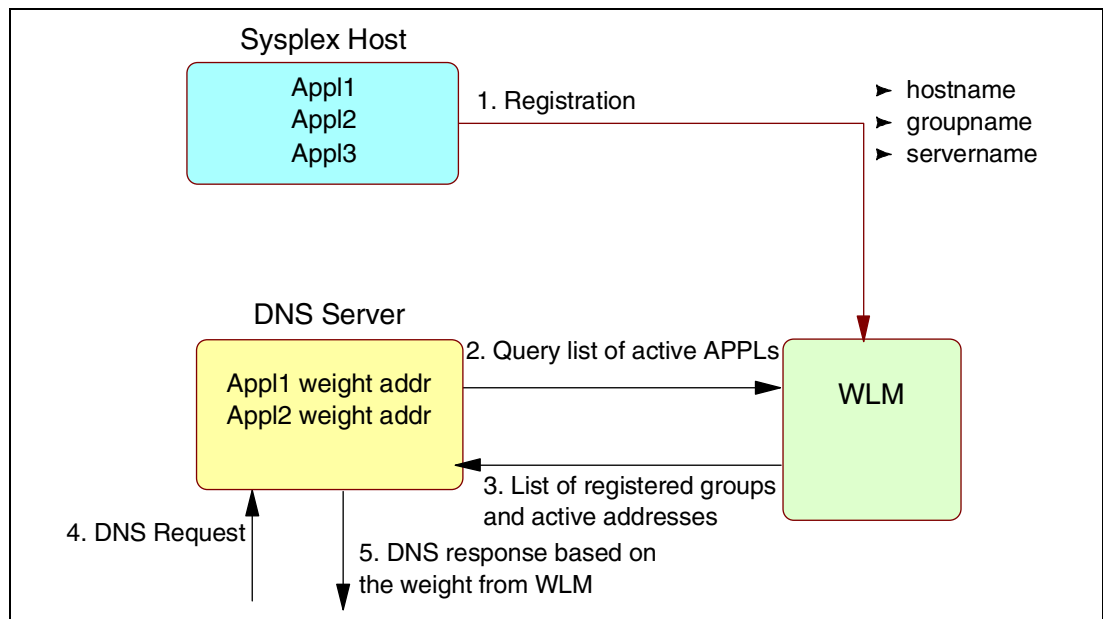 Sysplex Host
Appl1
Appl2
Appl3
1. Registration
➤ hostname
➤ groupname
➤ servername
DNS Server
Appl1 weight addr
Appl2 weight addr
2. Query list of active APPLs
WLM
3. List of registered groups
and active addresses
4. DNS Request
5. DNS response based on
the weight from WLM